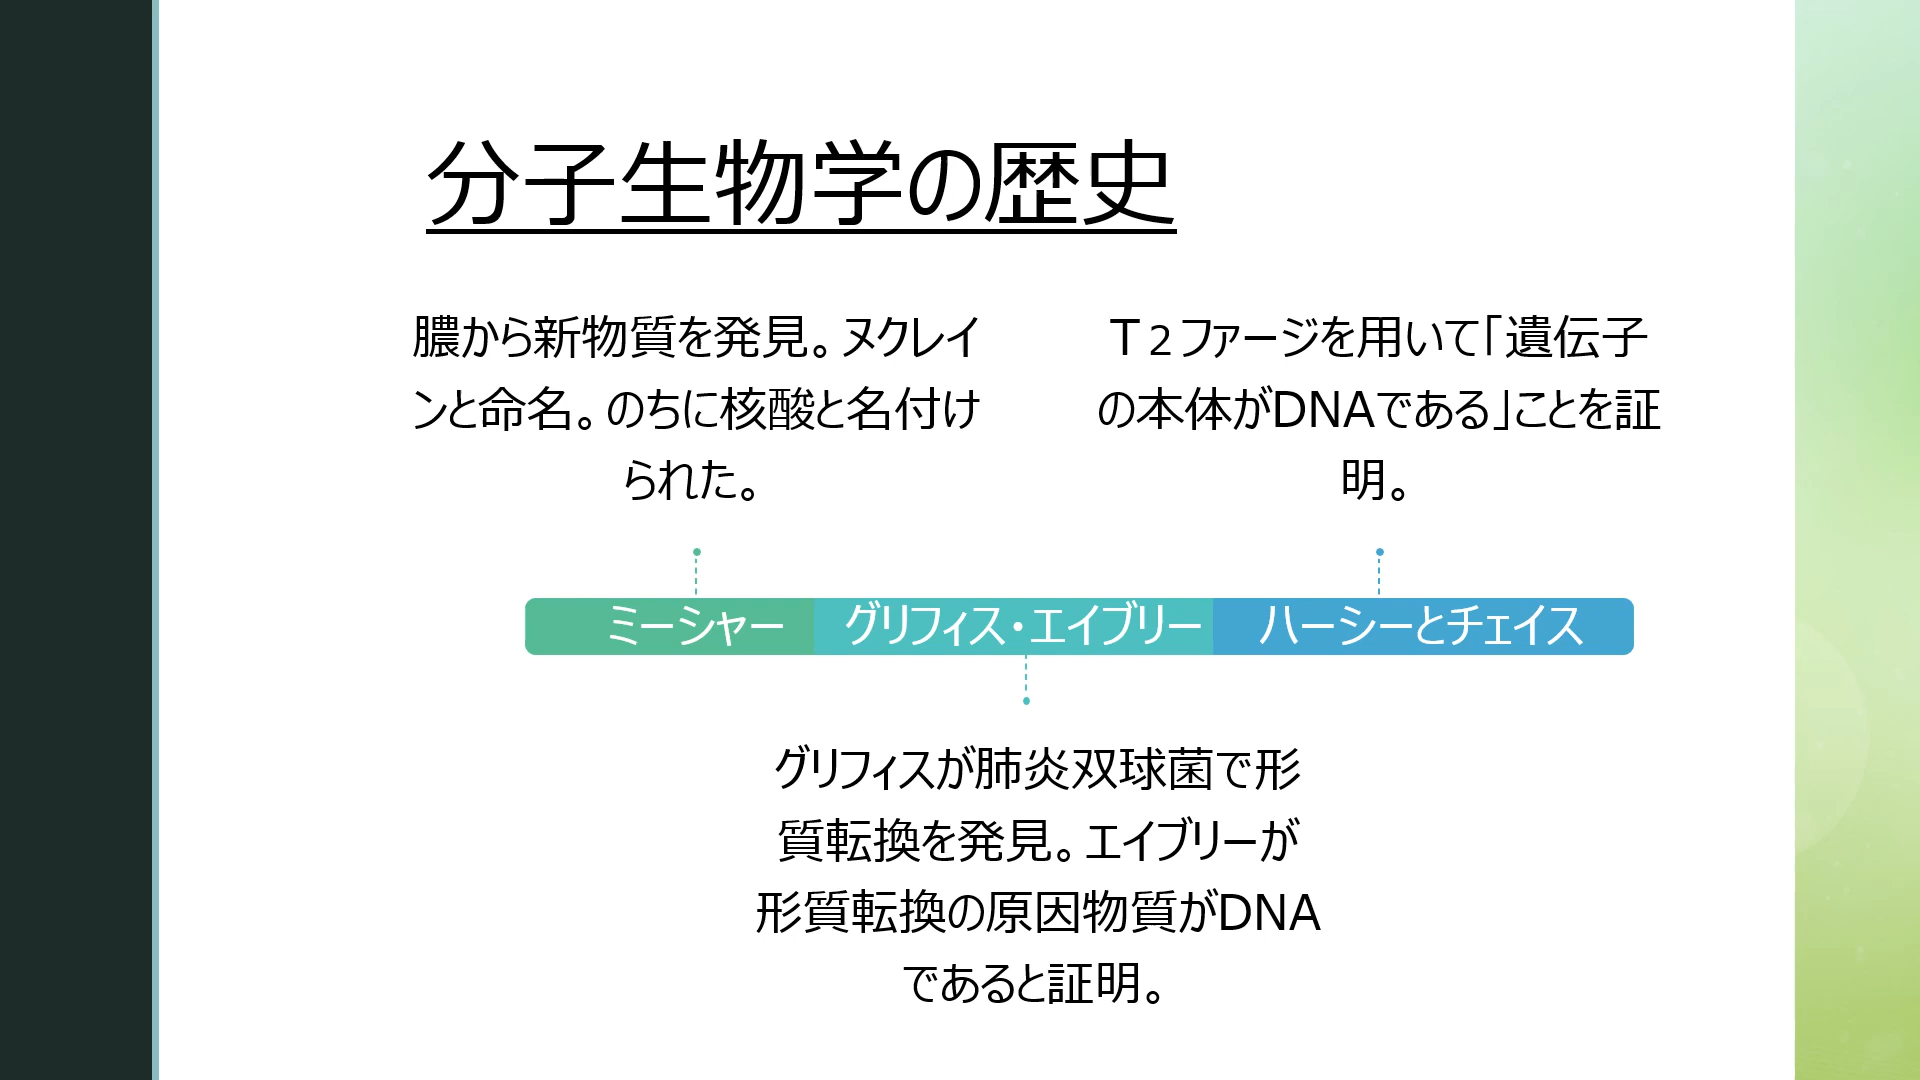 分子生物学の歴史
膿から新物質を発見。ヌクレイ
ンと命名。のちに核酸と名付け
られた。
T2ファージを用いて「遺伝子
の本体がDNAである」ことを証
明。
ミーシャー
グリフィス・エイブリー
ハーシーとチェイス
グリフィスが肺炎双球菌で形
質転換を発見。エイブリーが
形質転換の原因物質がDNA
であると証明。